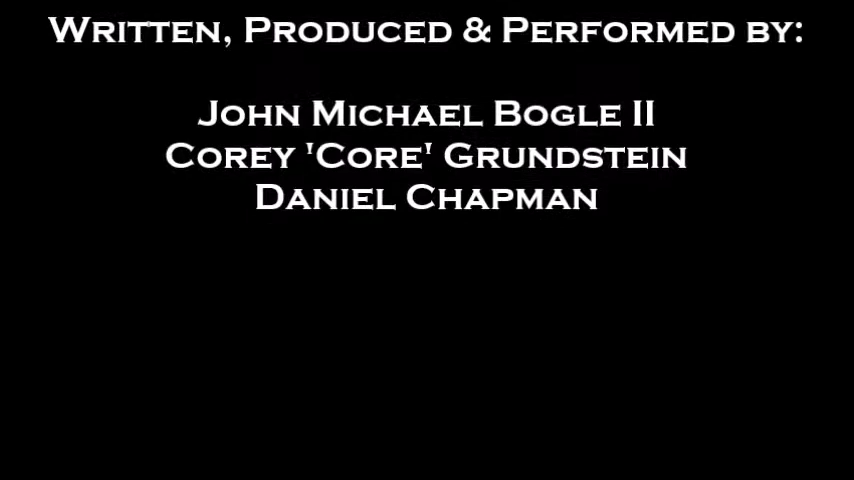 Written, Produced & Performed by:
John Michael Bogle II
Corey 'Core' Grundstein
Daniel Chapman